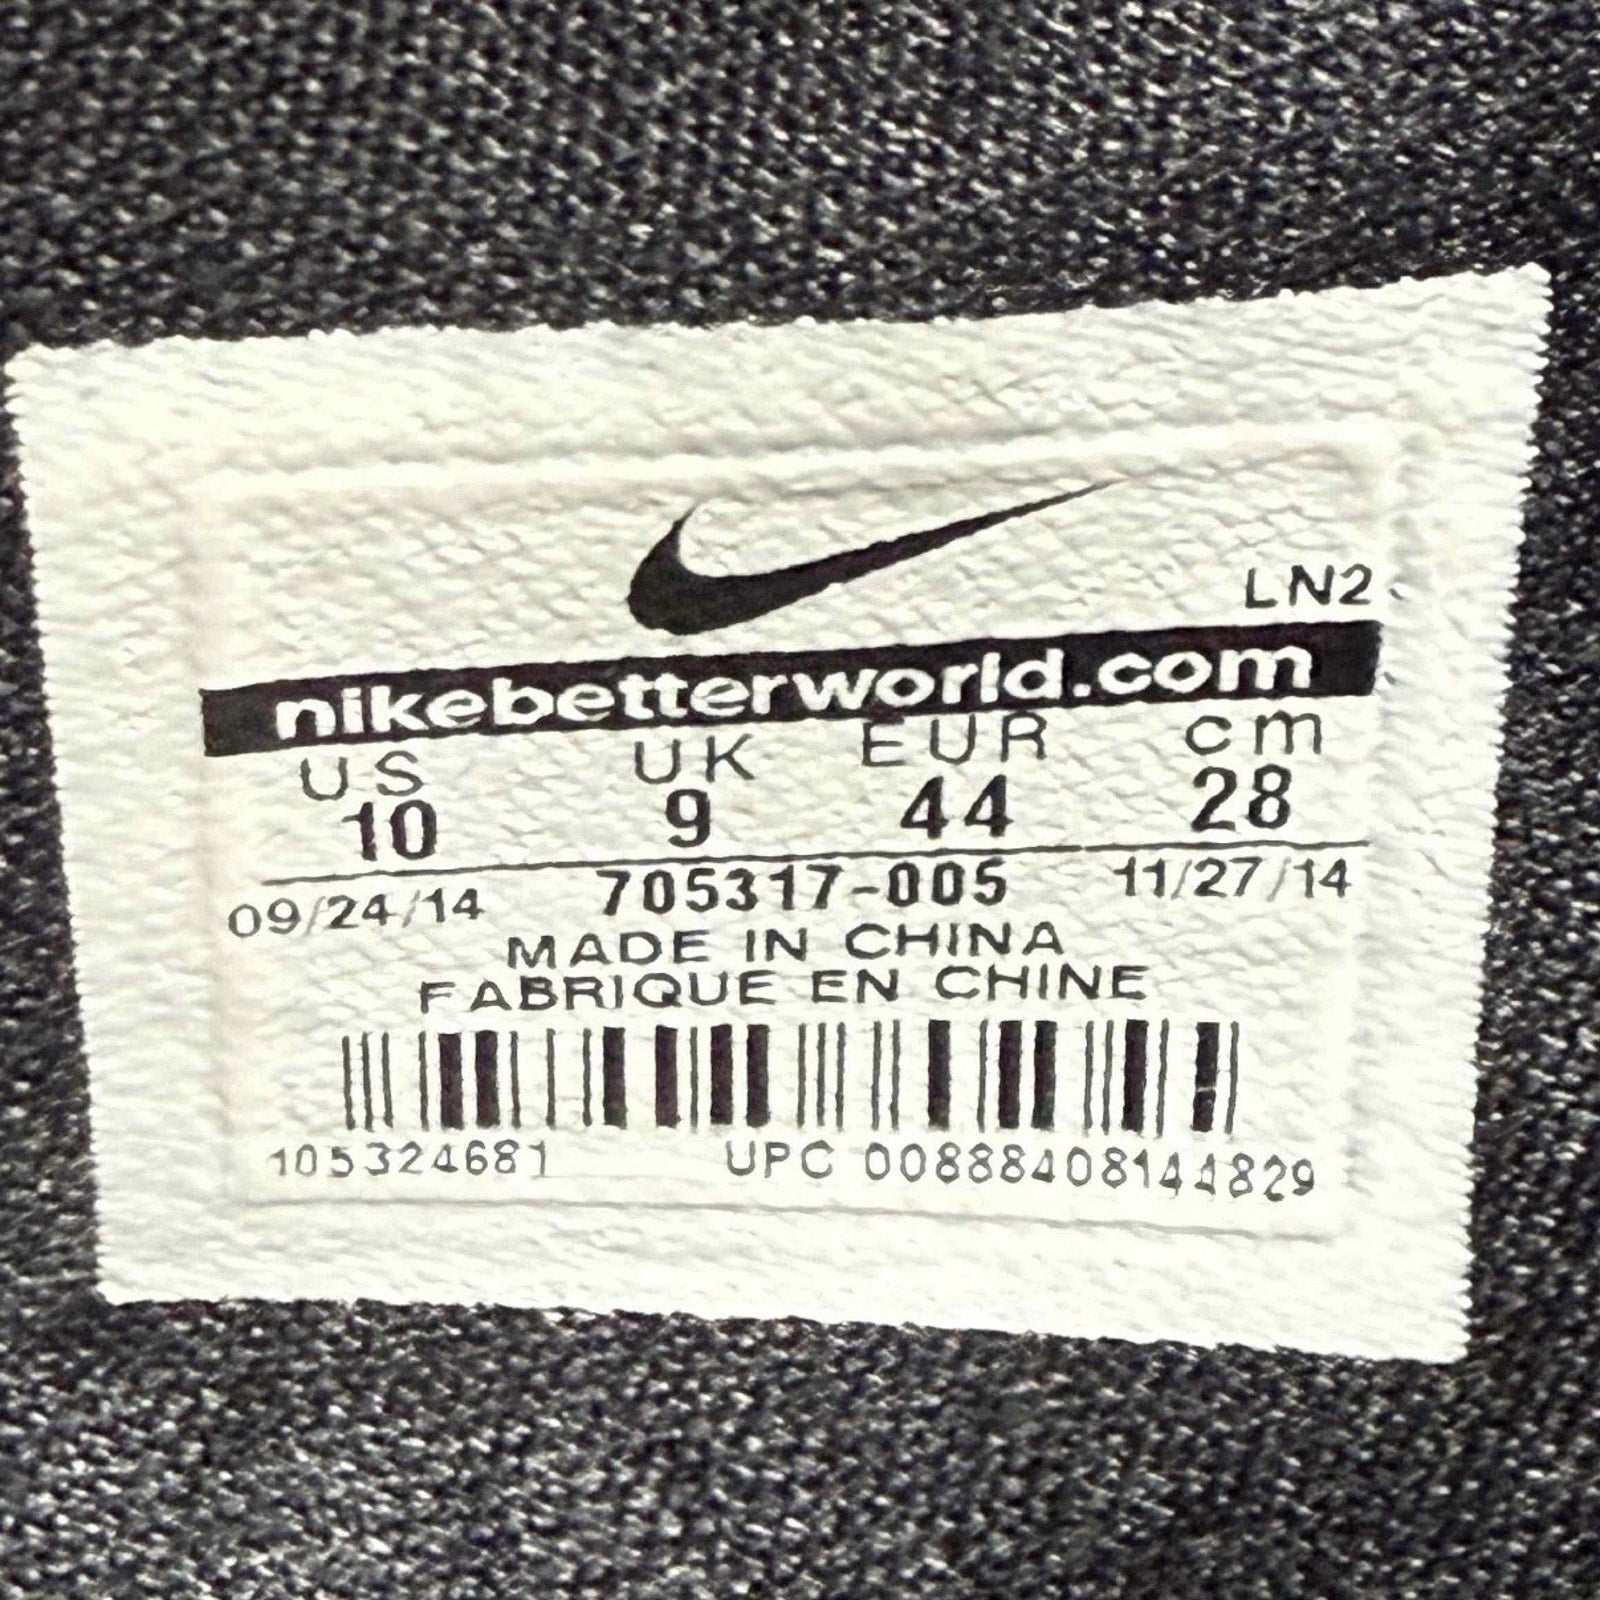 LN2
nikebetterworld.com
US UK EUR cm
10 9 44 28
09/24/14 705317-005 11/27/14
MADE IN CHINA
FABRIQUE EN CHINE
105324681 UPC 00888408144829